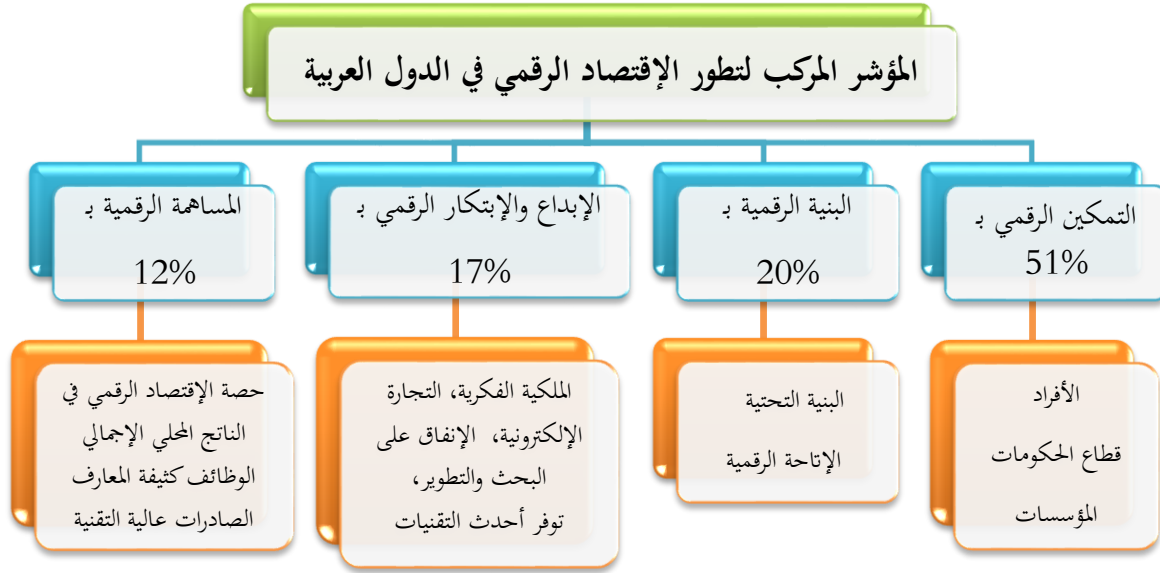 المؤشر المركب لتطور الإقتصاد الرقمي في الدول العربية
التمكين الرقمي بـ
51%
البنية الرقمية بـ
20%
الإبداع والإبتكار الرقمي بـ
17%
المساهمة الرقمية بـ
12%
الأفراد
قطاع الحكومات
المؤسسات
البنية التحتية
الإتاحة الرقمية
الملكية الفكرية، التجارة
الإلكترونية، الإنفاق على
البحث والتطوير،
توفر أحدث التقنيات
حصة الإقتصاد الرقمي في
الناتج المحلي الإجمالي
الوظائف كثيفة المعارف
الصادرات عالية التقنية